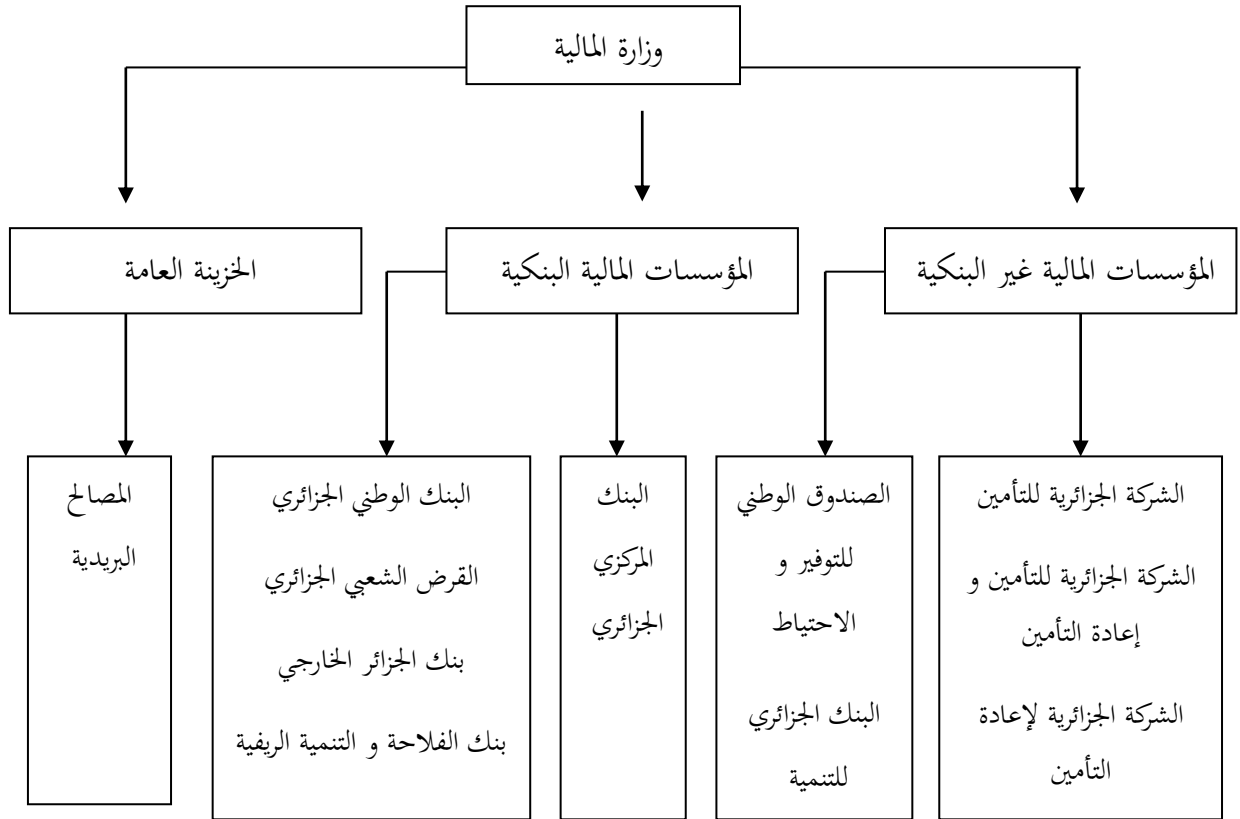 وزارة المالية
المؤسسات المالية غير البنكية
المؤسسات المالية البنكية
الخزينة العامة
الشركة الجزائرية للتأمين
الشركة الجزائرية للتأمين و
إعادة التأمين
الشركة الجزائرية لإعادة
التأمين
الصندوق الوطني
للتوفير و
الاحتياط
البنك الجزائري
للتنمية
البنك
المركزي
الجزائري
البنك الوطني الجزائري
القرض الشعبي الجزائري
بنك الجزائر الخارجي
بنك الفلاحة و التنمية الريفية
المصالح
البريدية